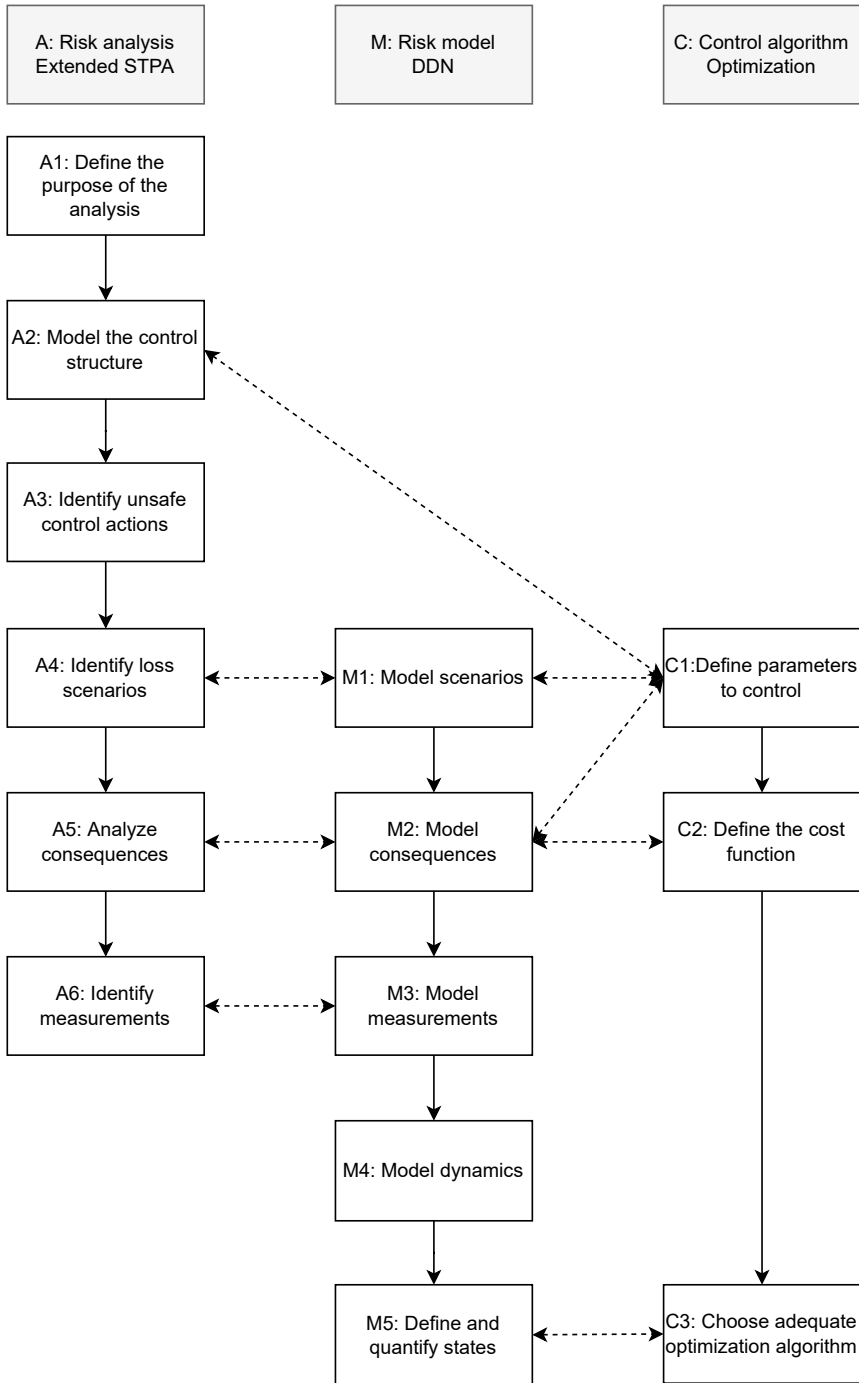 A: Risk analysis
Extended STPA
M: Risk model
DDN
C: Control algorithm
Optimization
A1: Define the
purpose of the
analysis
A2: Model the control
structure
A3: Identify unsafe
control actions
A4: Identify loss
scenarios
M1: Model scenarios
C1:Define parameters
to control
A5: Analyze
consequences
M2: Model
consequences
C2: Define the cost
function
A6: Identify
measurements
M3: Model
measurements
M4: Model dynamics
M5: Define and
quantify states
C3: Choose adequate
optimization algorithm